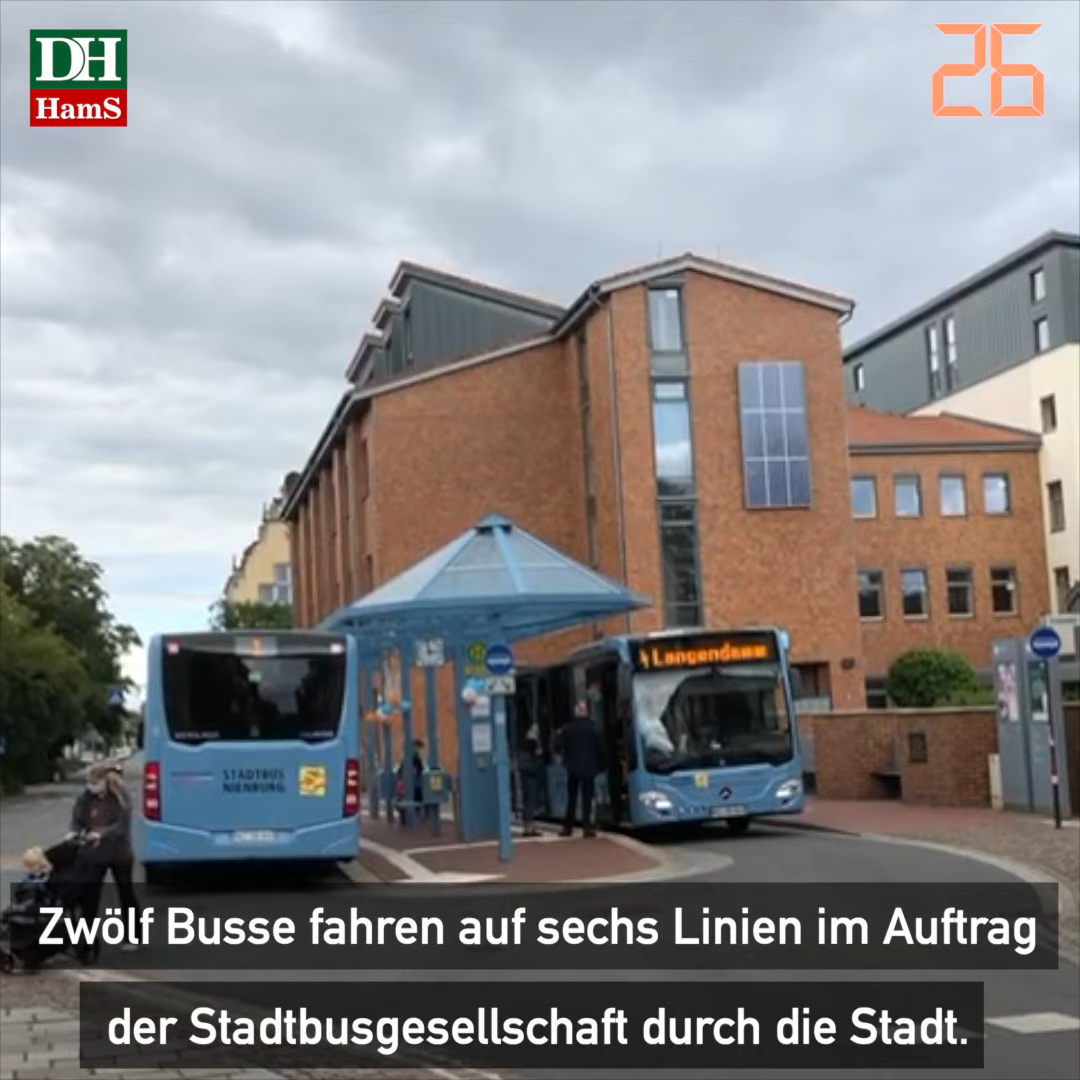 DH
HamS
26
4 Langendamm
STADTBUS
NIENBURG
Zwölf Busse fahren auf sechs Linien im Auftrag
der Stadtbusgesellschaft durch die Stadt.